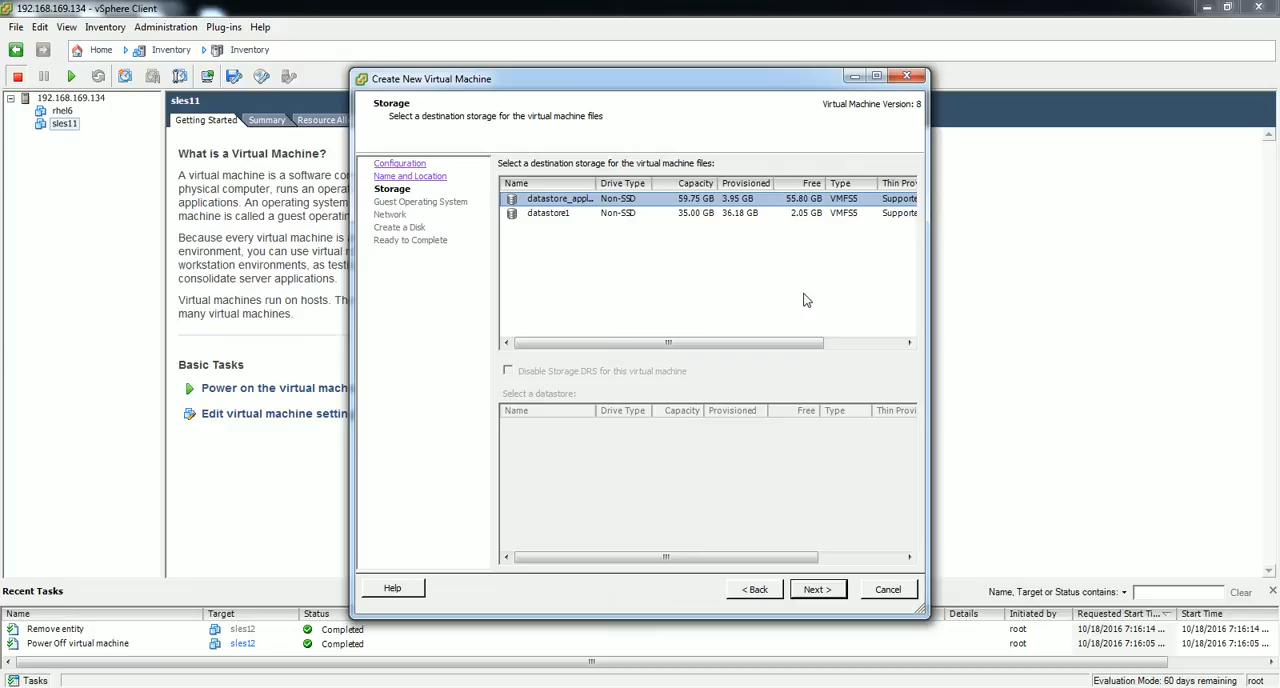 192.168.169.134 - vSphere Client
File Edit View Inventory Administration Plug-ins Help
Home Inventory Inventory
192.168.169.134
rhel6
sles11
sles11
Getting Started Summary Resource All
What is a Virtual Machine?
A virtual machine is a software co
physical computer, runs an operat
applications. An operating system
machine is called a guest operatin
Because every virtual machine is
environment, you can use virtual
workstation environments, as testi
consolidate server applications.
Virtual machines run on hosts. Th
many virtual machines.
Basic Tasks
Power on the virtual mach
Edit virtual machine settin
Create New Virtual Machine
Storage
Select a destination storage for the virtual machine files
Virtual Machine Version: 8
Configuration
Name and Location
Storage
Guest Operating System
Network
Create a Disk
Ready to Complete
Select a destination storage for the virtual machine files:
Name Drive Type Capacity Provisioned Free Type Thin Pro
datastore_appl... Non-SSD 59.75 GB 3.95 GB 55.80 GB VMFS5 Supporte
datastore1 Non-SSD 35.00 GB 36.18 GB 2.05 GB VMFS5 Supporte
Disable Storage DRS for this virtual machine
Select a datastore:
Name Drive Type Capacity Provisioned Free Type Thin Provi
Help < Back Next > Cancel
Recent Tasks
Name, Target or Status contains: Clear
Name Target Status Details Initiated by Requested Start Ti... Start Time
Remove entity sles12 Completed root 10/18/2016 7:16:14 ... 10/18/2016 7:16:14 ...
Power Off virtual machine sles12 Completed root 10/18/2016 7:16:05 ... 10/18/2016 7:16:05 ...
Tasks Evaluation Mode: 60 days remaining root